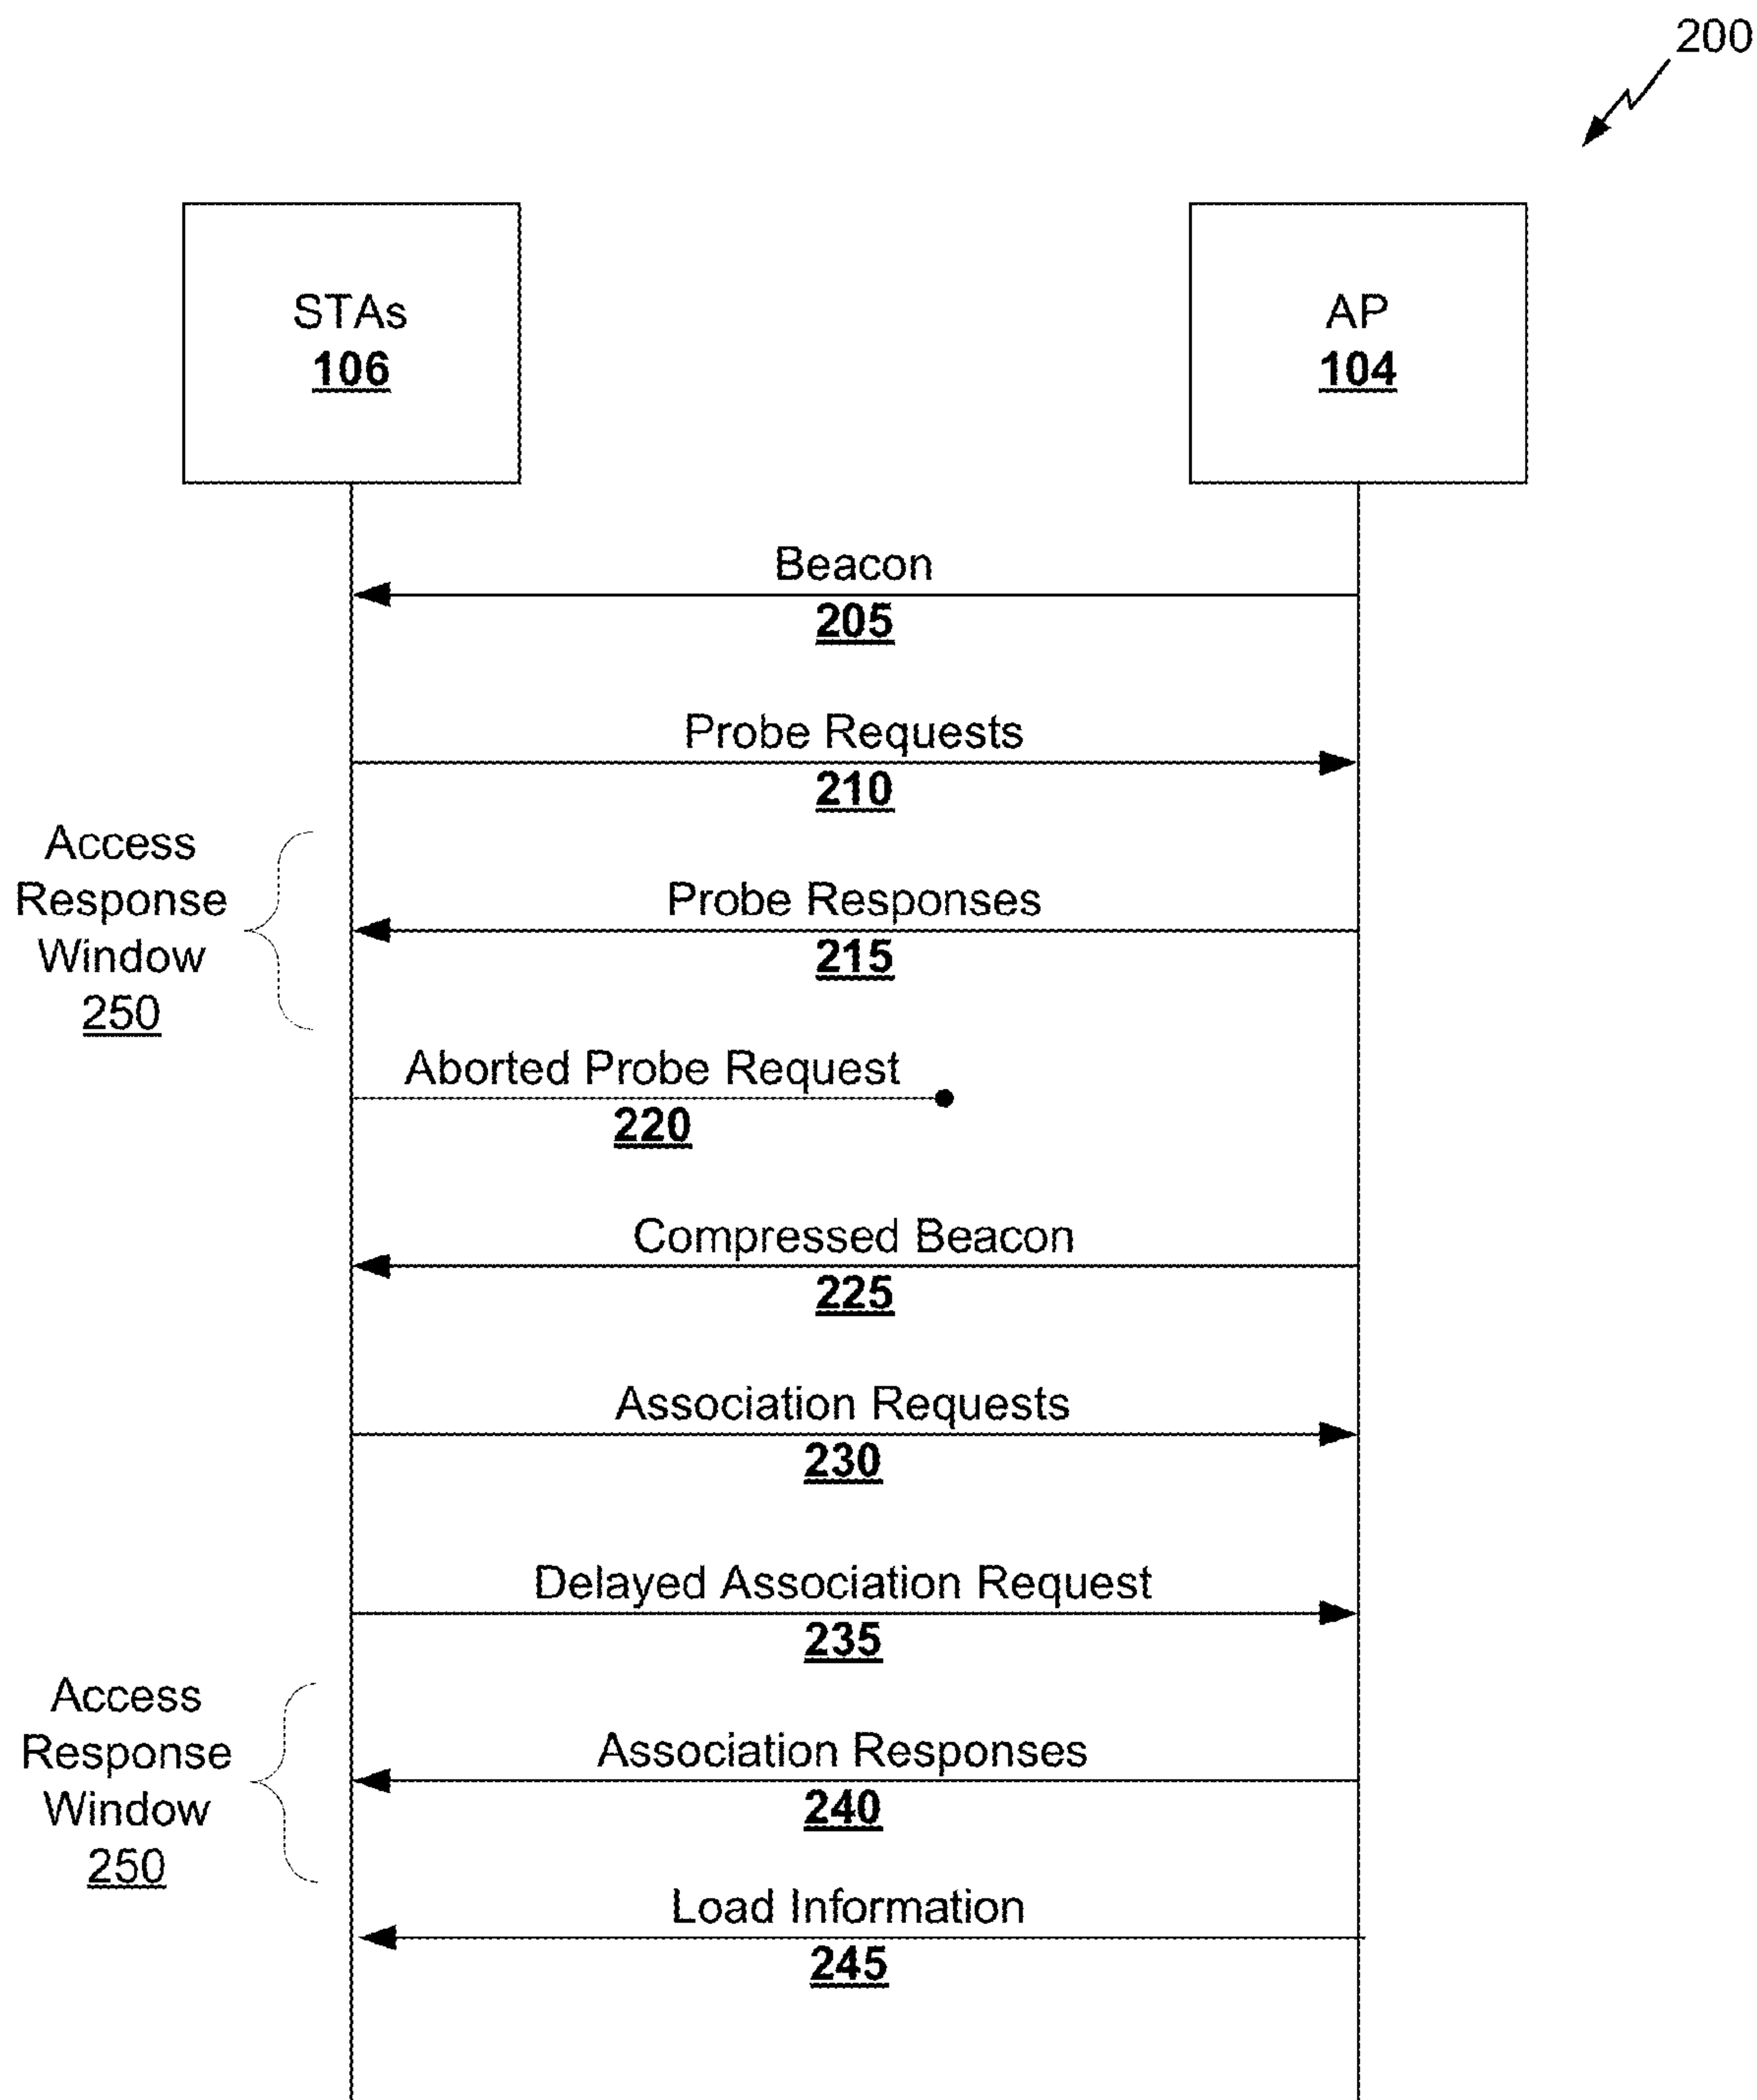 200
STAs
106
AP
104
Beacon
205
Probe Requests
210
Access
Response
Window
250
Probe Responses
215
Aborted Probe Request
220
Compressed Beacon
225
Association Requests
230
Delayed Association Request
235
Access
Response
Window
250
Association Responses
240
Load Information
245